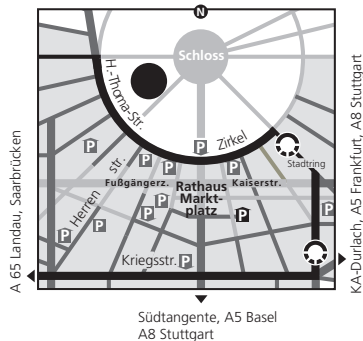 N
Schloss
H.-Thoma-Str.
Zirkel
Stadtring
P
P
P
P
P
P
Herren
str.
Fußgängerz.
Rathaus
Markt-
platz
Kaiserstr.
P
P
P
P
P
P
Kriegsstr.
P
A 65 Landau, Saarbrücken
KA-Durlach, A5 Frankfurt, A8 Stuttgart
Südtangente, A5 Basel
A8 Stuttgart